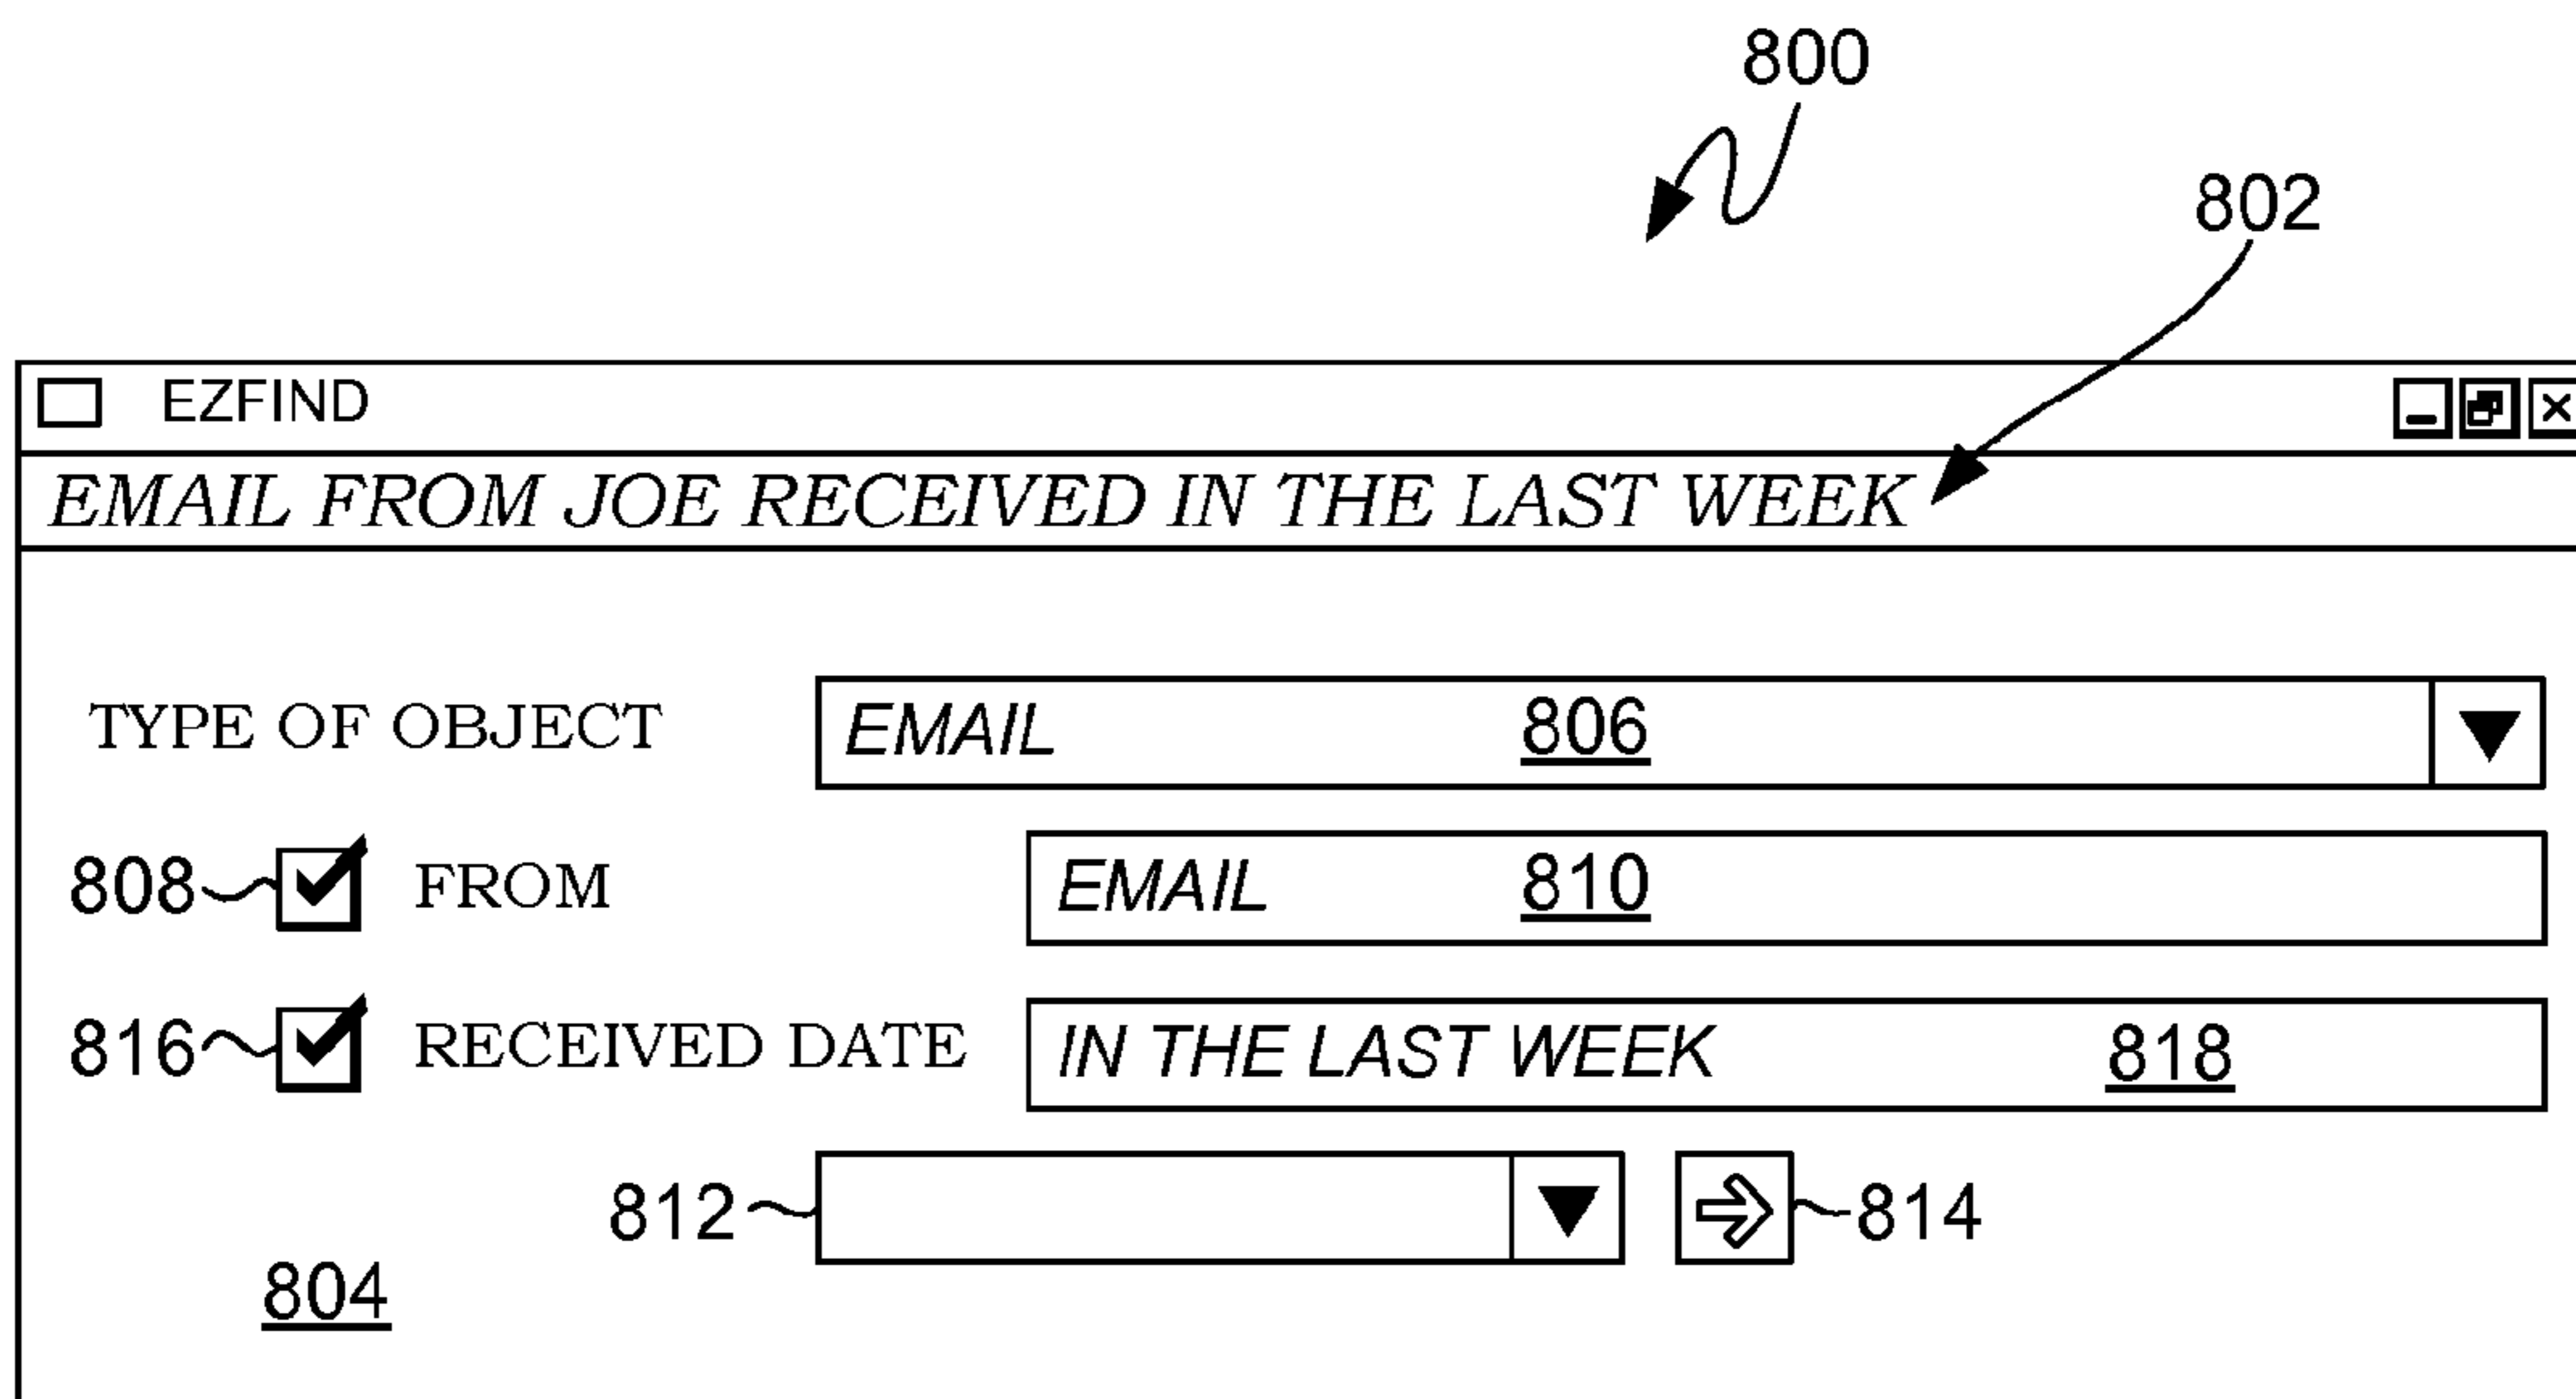 800
802
EZFIND
EMAIL FROM JOE RECEIVED IN THE LAST WEEK
TYPE OF OBJECT EMAIL 806
808 FROM EMAIL 810
816 RECEIVED DATE IN THE LAST WEEK 818
812 814
804